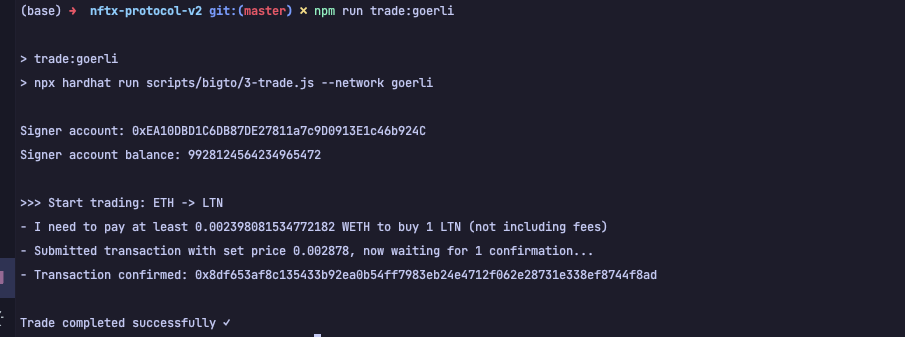 (base) → nftx-protocol-v2 git:(master) × npm run trade:goerli
> trade:goerli
> npx hardhat run scripts/bigto/3-trade.js --network goerli
Signer account: 0xEA10DBD1C6DB87DE27811a7c9D0913E1c46b924C
Signer account balance: 9928124564234965472
>>> Start trading: ETH -> LTN
- I need to pay at least 0.002398081534772182 WETH to buy 1 LTN (not including fees)
- Submitted transaction with set price 0.002878, now waiting for 1 confirmation...
- Transaction confirmed: 0x8df653af8c135433b92ea0b54ff7983eb24e4712f062e28731e338ef8744f8ad
Trade completed successfully ✓